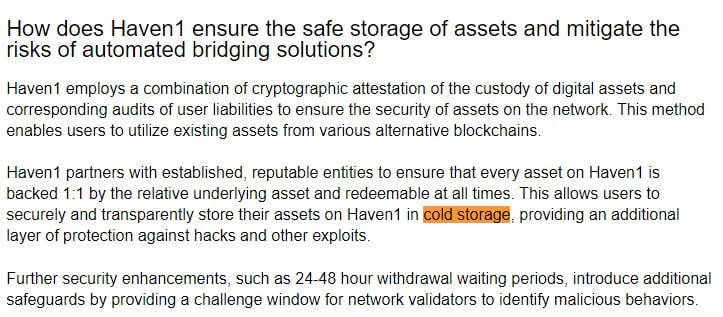 How does Haven1 ensure the safe storage of assets and mitigate the
risks of automated bridging solutions?
Haven1 employs a combination of cryptographic attestation of the custody of digital assets and
corresponding audits of user liabilities to ensure the security of assets on the network. This method
enables users to utilize existing assets from various alternative blockchains.
Haven1 partners with established, reputable entities to ensure that every asset on Haven1 is
backed 1:1 by the relative underlying asset and redeemable at all times. This allows users to
securely and transparently store their assets on Haven1 in cold storage, providing an additional
layer of protection against hacks and other exploits.
Further security enhancements, such as 24-48 hour withdrawal waiting periods, introduce additional
safeguards by providing a challenge window for network validators to identify malicious behaviors.